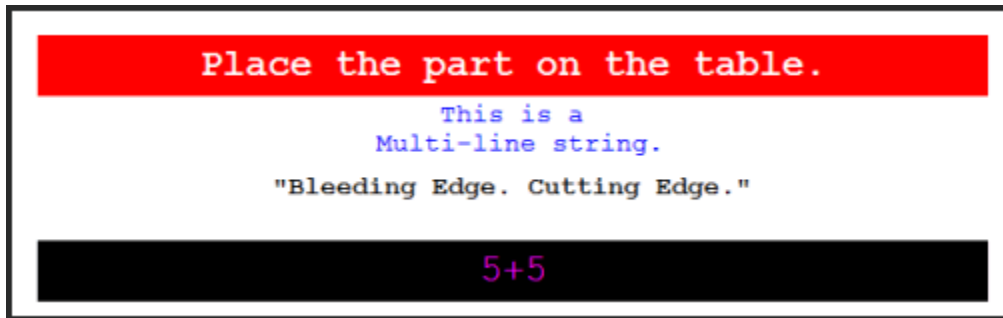 Place the part on the table.
This is a
Multi-line string.
"Bleeding Edge. Cutting Edge."
5+5